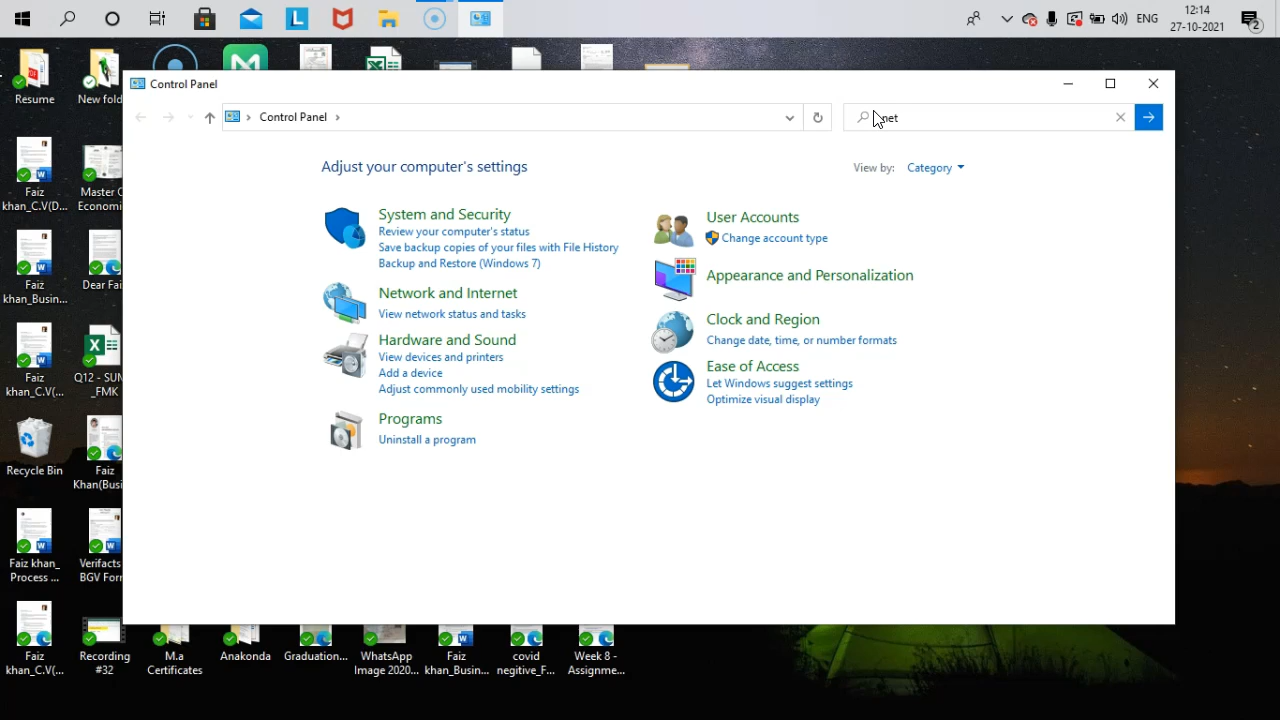 ENG
12:14
27-10-2021
2
Control Panel
Control Panel
net
Adjust your computer's settings
View by: Category
System and Security
Review your computer's status
Save backup copies of your files with File History
Backup and Restore (Windows 7)
Network and Internet
View network status and tasks
Hardware and Sound
View devices and printers
Add a device
Adjust commonly used mobility settings
Programs
Uninstall a program
User Accounts
Change account type
Appearance and Personalization
Clock and Region
Change date, time, or number formats
Ease of Access
Let Windows suggest settings
Optimize visual display
Resume
New fold
Faiz
khan_C.V(D...
Master C
Economi
Faiz
khan_Busin...
Dear Fai
Faiz
khan_C.V(...
Q12 - SUN
_FMK
Recycle Bin
Faiz
Khan(Busi
Faiz khan_
Process ...
Verifacts
BGV Forn
Faiz
khan_C.V(...
Recording
#32
M.a
Certificates
Anakonda
Graduation...
WhatsApp
Image 2020...
Faiz
khan_Busin...
covid
negitive_F...
Week 8 -
Assignme...